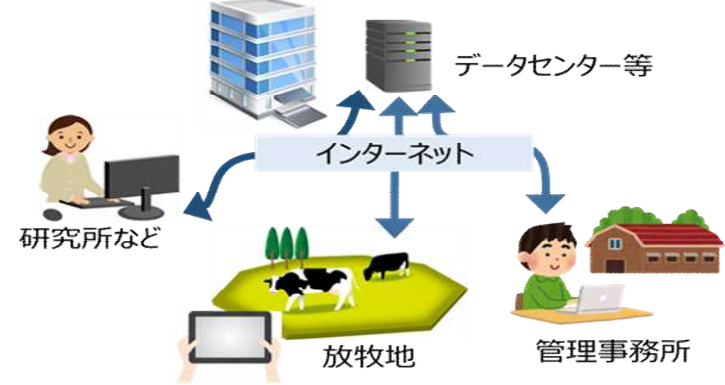 データセンター等
インターネット
研究所など
放牧地
管理事務所